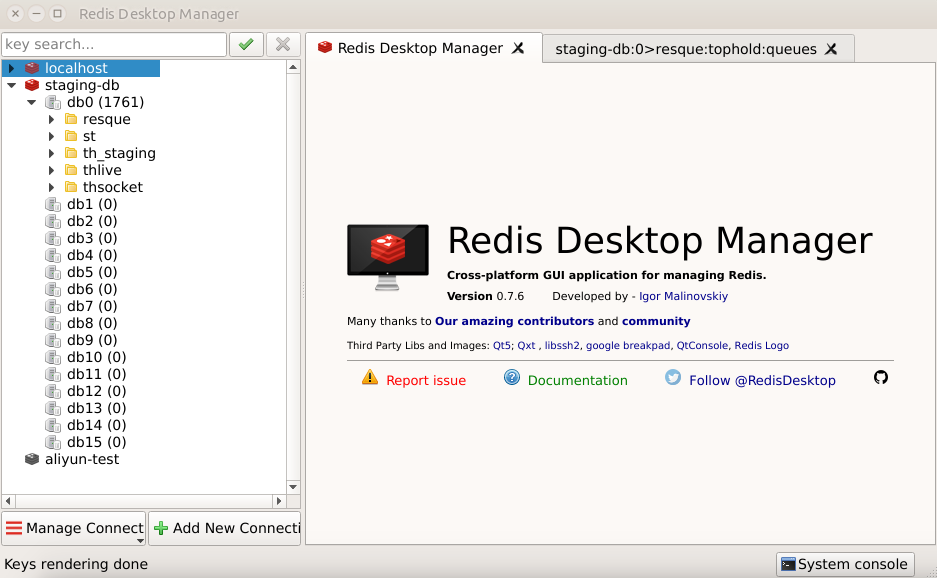 Redis Desktop Manager
key search...
localhost
staging-db
db0 (1761)
resque
st
th_staging
thlive
thsocket
db1 (0)
db2 (0)
db3 (0)
db4 (0)
db5 (0)
db6 (0)
db7 (0)
db8 (0)
db9 (0)
db10 (0)
db11 (0)
db12 (0)
db13 (0)
db14 (0)
db15 (0)
aliyun-test
Manage Connect
Add New Connecti
Redis Desktop Manager
staging-db:0>resque:tophold:queues
Redis Desktop Manager
Cross-platform GUI application for managing Redis.
Version 0.7.6 Developed by - Igor Malinovskiy
Many thanks to Our amazing contributors and community
Third Party Libs and Images: Qt5; Qxt , libssh2, google breakpad, QtConsole, Redis Logo
Report issue Documentation Follow @RedisDesktop
Keys rendering done
System console